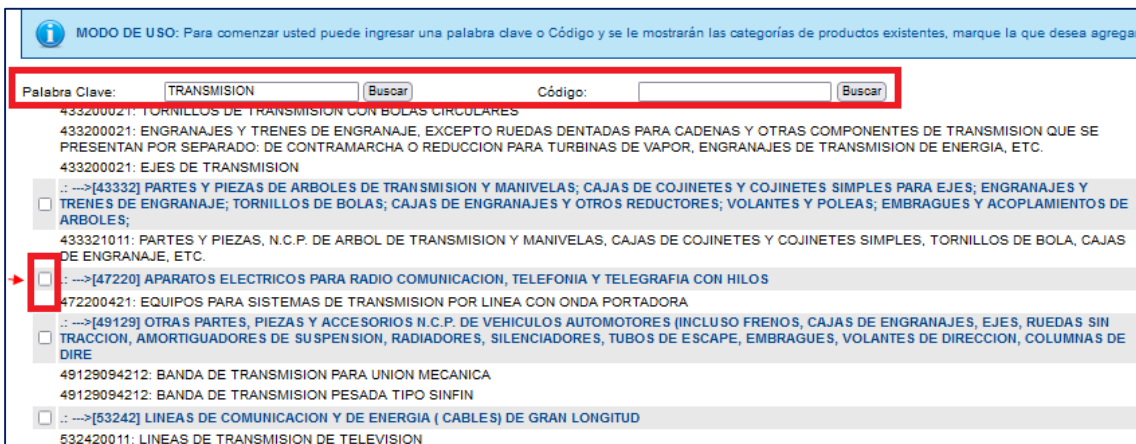 MODO DE USO: Para comenzar usted puede ingresar una palabra clave o Código y se le mostrarán las categorías de productos existentes, marque la que desea agregar
Palabra Clave: TRANSMISION Buscar Código: Buscar
433200021: TORNILLOS DE TRANSMISION CON BOLAS CIRCULARES
433200021: ENGRANAJES Y TRENES DE ENGRANAJE, EXCEPTO RUEDAS DENTADAS PARA CADENAS Y OTRAS COMPONENTES DE TRANSMISION QUE SE
PRESENTAN POR SEPARADO: DE CONTRAMARCHA O REDUCCION PARA TURBINAS DE VAPOR, ENGRANAJES DE TRANSMISION DE ENERGIA, ETC.
433200021: EJES DE TRANSMISION
.: --->[43332] PARTES Y PIEZAS DE ARBOLES DE TRANSMISION Y MANIVELAS; CAJAS DE COJINETES Y COJINETES SIMPLES PARA EJES; ENGRANAJES Y
TRENES DE ENGRANAJE; TORNILLOS DE BOLAS; CAJAS DE ENGRANAJES Y OTROS REDUCTORES; VOLANTES Y POLEAS; EMBRAGUES Y ACOPLAMIENTOS DE
ARBOLES;
433321011: PARTES Y PIEZAS, N.C.P. DE ARBOL DE TRANSMISION Y MANIVELAS, CAJAS DE COJINETES Y COJINETES SIMPLES, TORNILLOS DE BOLA, CAJAS
DE ENGRANAJE, ETC.
.: --->[47220] APARATOS ELECTRICOS PARA RADIO COMUNICACION, TELEFONIA Y TELEGRAFIA CON HILOS
472200421: EQUIPOS PARA SISTEMAS DE TRANSMISION POR LINEA CON ONDA PORTADORA
.: --->[49129] OTRAS PARTES, PIEZAS Y ACCESORIOS N.C.P. DE VEHICULOS AUTOMOTORES (INCLUSO FRENOS, CAJAS DE ENGRANAJES, EJES, RUEDAS SIN
TRACCION, AMORTIGUADORES DE SUSPENSION, RADIADORES, SILENCIADORES, TUBOS DE ESCAPE, EMBRAGUES, VOLANTES DE DIRECCION, COLUMNAS DE
DIRE
49129094212: BANDA DE TRANSMISION PARA UNION MECANICA
49129094212: BANDA DE TRANSMISION PESADA TIPO SINFIN
.: --->[53242] LINEAS DE COMUNICACION Y DE ENERGIA ( CABLES) DE GRAN LONGITUD
532420011: LINEAS DE TRANSMISION DE TELEVISION